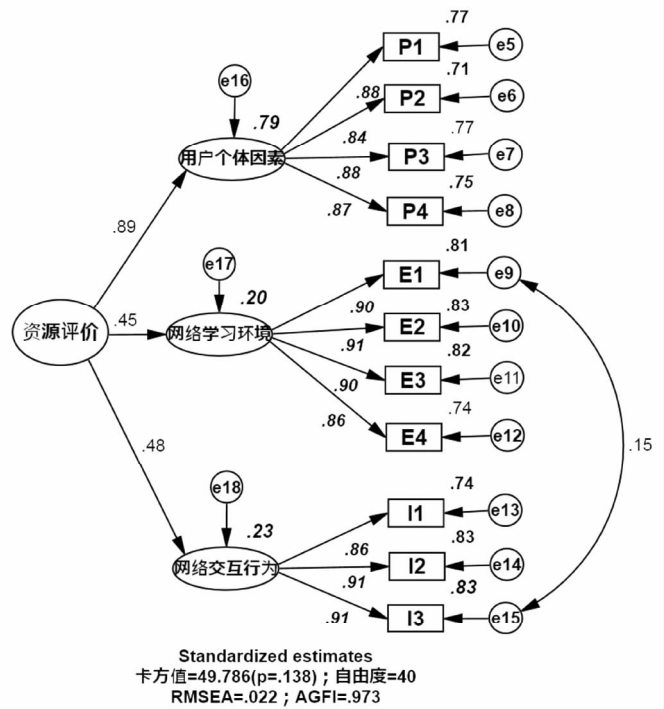 .77
P1
e5
e16
.71
.88
P2
e6
.79
用户个体因素
.84
.77
P3
e7
.88
.75
.87
P4
e8
.89
.81
e17
E1
e9
.20
.90
.83
资源评价
.45
网络学习环境
E2
e10
.91
.82
E3
e11
.90
.74
.86
E4
e12
.15
.48
.74
e18
I1
e13
.23
.86
.83
网络交互行为
I2
e14
.91
.83
.91
I3
e15
Standardized estimates
卡方值=49.786(p=.138)；自由度=40
RMSEA=.022；AGFI=.973